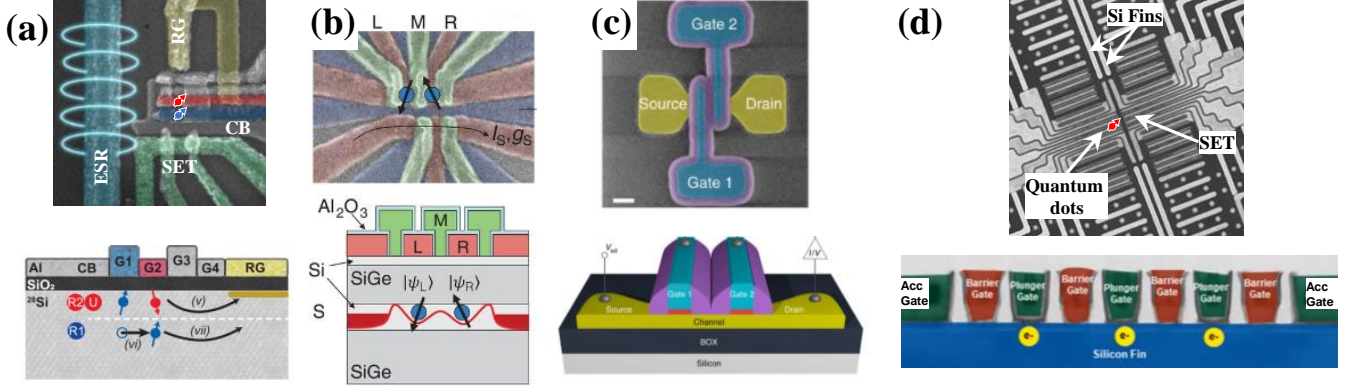 (a)
RG
ESR
CB
SET
Al CB G1 G2 G3 G4 RG
SiO₂
²⁸Si R2 U (v)
R1 (vi) (vii)
(b)
L M R
I_S, g_S
Al₂O₃
M
L R
Si
SiGe
|ψ_L⟩ |ψ_R⟩
S
SiGe
(c)
Gate 2
Source Drain
Gate 1
I/V
Gate 1 Gate 2
Source Drain
Channel
BOX
Silicon
(d)
Si Fins
SET
Quantum
dots
Acc
Gate
Barrier
Gate
Plunger
Gate
Barrier
Gate
Plunger
Gate
Barrier
Gate
Plunger
Gate
Barrier
Gate
Acc
Gate
e- e- e-
Silicon Fin